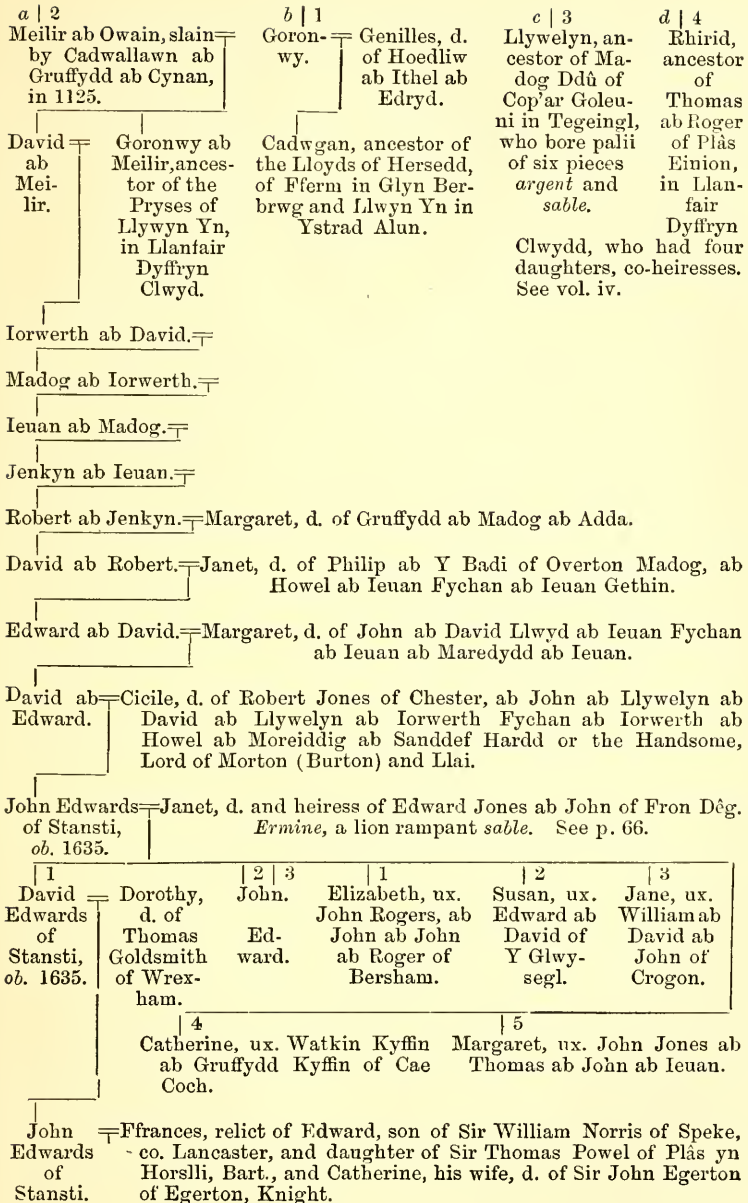 a | 2
Meilir ab Owain, slain
by Cadwallawn ab
Gruffydd ab Cynan,
in 1125.
b | 1
Goron-
wy.
Genilles, d.
of Hoedliw
ab Ithel ab
Edryd.
c | 3
Llywelyn, an-
cestor of Ma-
dog Ddû of
Cop'ar Goleu-
ni in Tegeingl,
who bore palii
of six pieces
argent and
sable.
d | 4
Rhirid,
ancestor
of
Thomas
ab Roger
of Plâs
Einion,
in Llan-
fair
Dyffryn
Clwydd, who had four
daughters, co-heiresses.
See vol. iv.
David
ab
Mei-
lir.
Goronwy ab
Meilir, ances-
tor of the
Pryses of
Llywyn Yn,
in Llanfair
Dyffryn
Clwyd.
Cadwgan, ancestor of
the Lloyds of Hersedd,
of Fferm in Glyn Ber-
brwg and Llwyn Yn in
Ystrad Alun.
Iorwerth ab David.
Madog ab Iorwerth.
Ieuan ab Madog.
Jenkyn ab Ieuan.
Robert ab Jenkyn. Margaret, d. of Gruffydd ab Madog ab Adda.
David ab Robert. Janet, d. of Philip ab Y Badi of Overton Madog, ab
Howel ab Ieuan Fychan ab Ieuan Gethin.
Edward ab David. Margaret, d. of John ab David Llwyd ab Ieuan Fychan
ab Ieuan ab Maredydd ab Ieuan.
David ab
Edward.
Cicile, d. of Robert Jones of Chester, ab John ab Llywelyn ab
David ab Llywelyn ab Iorwerth Fychan ab Iorwerth ab
Howel ab Moreiddig ab Sanddef Hardd or the Handsome,
Lord of Morton (Burton) and Llai.
John Edwards
of Stansti,
ob. 1635.
Janet, d. and heiress of Edward Jones ab John of Fron Dêg.
Ermine, a lion rampant sable. See p. 66.
| 1
David
Edwards
of
Stansti,
ob. 1635.
Dorothy,
d. of
Thomas
Goldsmith
of Wrex-
ham.
| 2 | 3
John.
Ed-
ward.
| 1
Elizabeth, ux.
John Rogers, ab
John ab John
ab Roger of
Bersham.
| 2
Susan, ux.
Edward ab
David of
Y Glwy-
segl.
| 3
Jane, ux.
William ab
David ab
John of
Crogon.
| 4
Catherine, ux. Watkin Kyffin
ab Gruffydd Kyffin of Cae
Coch.
| 5
Margaret, ux. John Jones ab
Thomas ab John ab Ieuan.
John
Edwards
of
Stansti.
Ffrances, relict of Edward, son of Sir William Norris of Speke,
co. Lancaster, and daughter of Sir Thomas Powel of Plâs yn
Horslli, Bart., and Catherine, his wife, d. of Sir John Egerton
of Egerton, Knight.